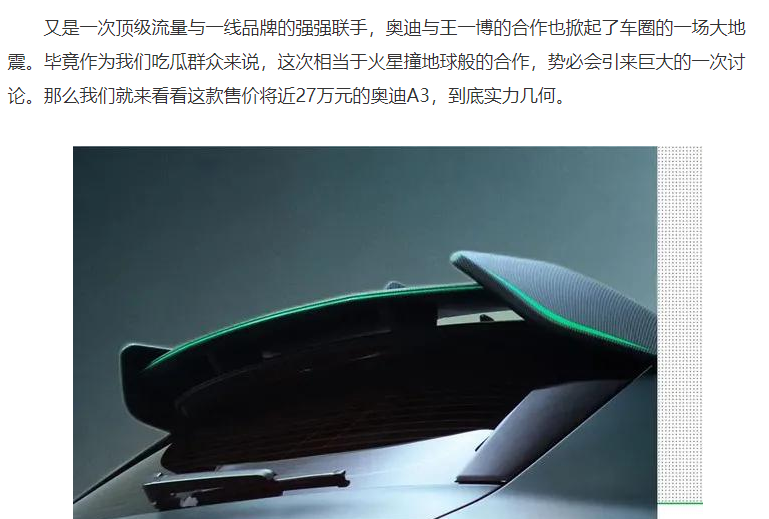 又是一次顶级流量与一线品牌的强强联手，奥迪与王一博的合作也掀起了车圈的一场大地
震。毕竟作为我们吃瓜群众来说，这次相当于火星撞地球般的合作，势必会引来巨大的一次讨
论。那么我们就来看看这款售价将近27万元的奥迪A3，到底实力几何。